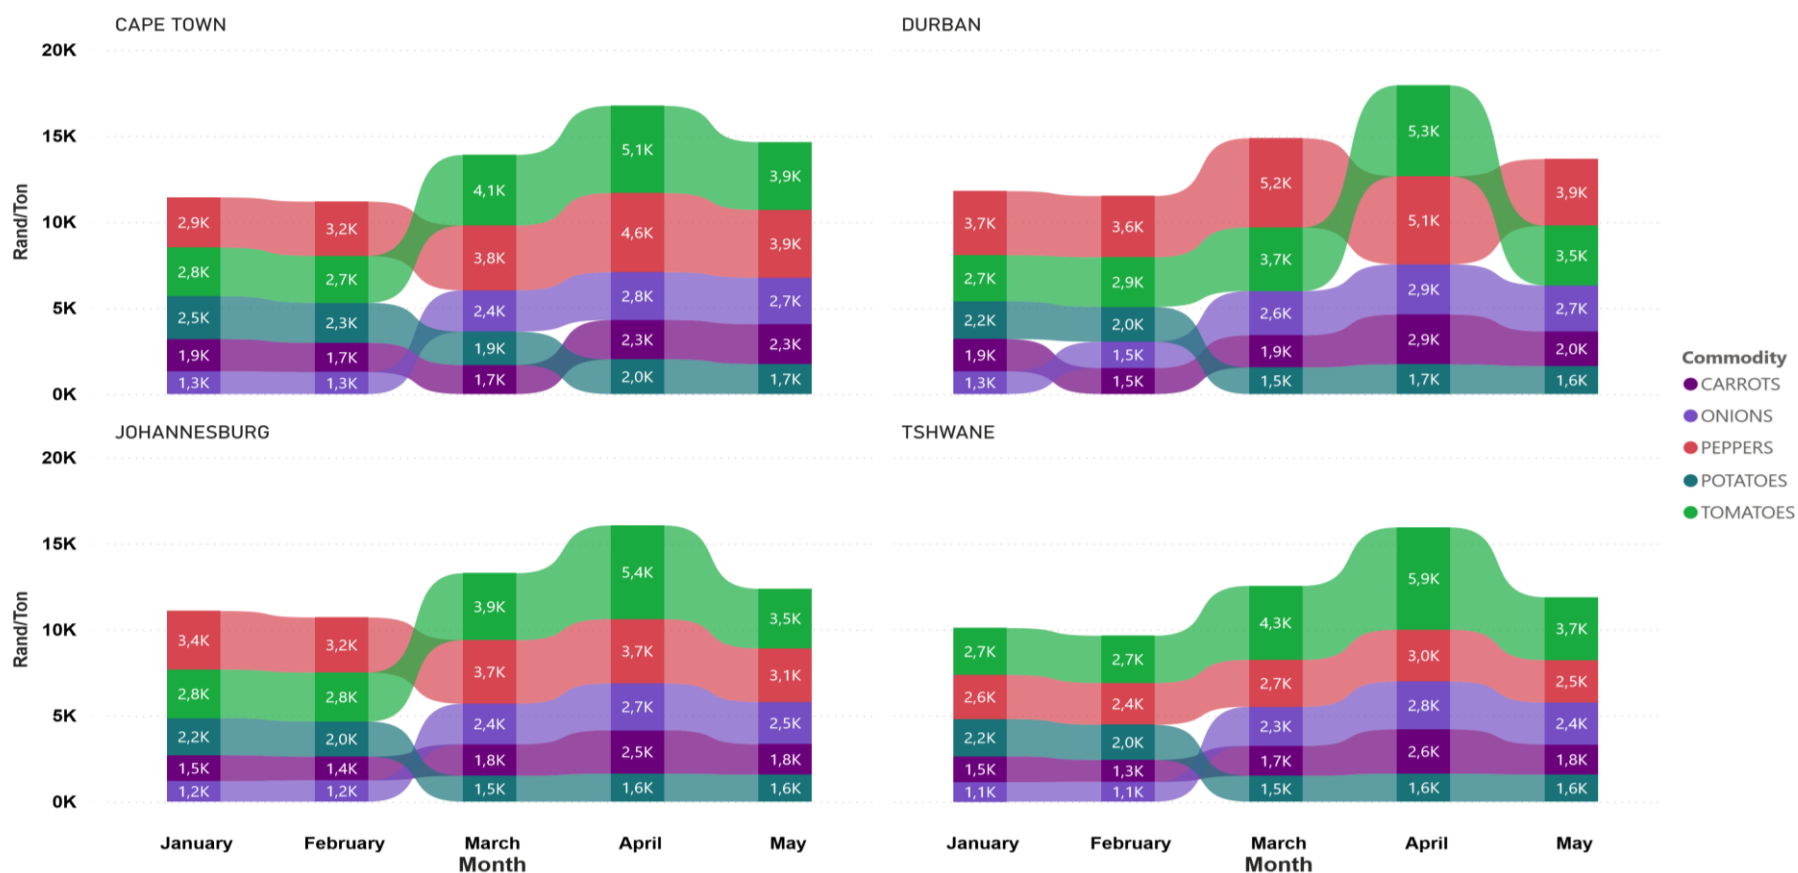 CAPE TOWN
20K
15K
10K
5K
0K
Rand/Ton
2,9K 3,2K 4,1K 5,1K 3,9K
2,8K 2,7K 3,8K 4,6K 3,9K
2,5K 2,3K 2,4K 2,8K 2,7K
1,9K 1,7K 1,9K 2,3K 2,3K
1,3K 1,3K 1,7K 2,0K 1,7K
DURBAN
3,7K 3,6K 5,2K 5,3K 3,9K
2,7K 2,9K 3,7K 5,1K 3,5K
2,2K 2,0K 2,6K 2,9K 2,7K
1,9K 1,5K 1,9K 2,9K 2,0K
1,3K 1,5K 1,5K 1,7K 1,6K
JOHANNESBURG
20K
15K
10K
5K
0K
Rand/Ton
3,4K 3,2K 3,9K 5,4K 3,5K
2,8K 2,8K 3,7K 3,7K 3,1K
2,2K 2,0K 2,4K 2,7K 2,5K
1,5K 1,4K 1,8K 2,5K 1,8K
1,2K 1,2K 1,5K 1,6K 1,6K
January February March April May
Month
TSHWANE
2,7K 2,7K 4,3K 5,9K 3,7K
2,6K 2,4K 2,7K 3,0K 2,5K
2,2K 2,0K 2,3K 2,8K 2,4K
1,5K 1,3K 1,7K 2,6K 1,8K
1,1K 1,1K 1,5K 1,6K 1,6K
January February March April May
Month
Commodity
CARROTS
ONIONS
PEPPERS
POTATOES
TOMATOES